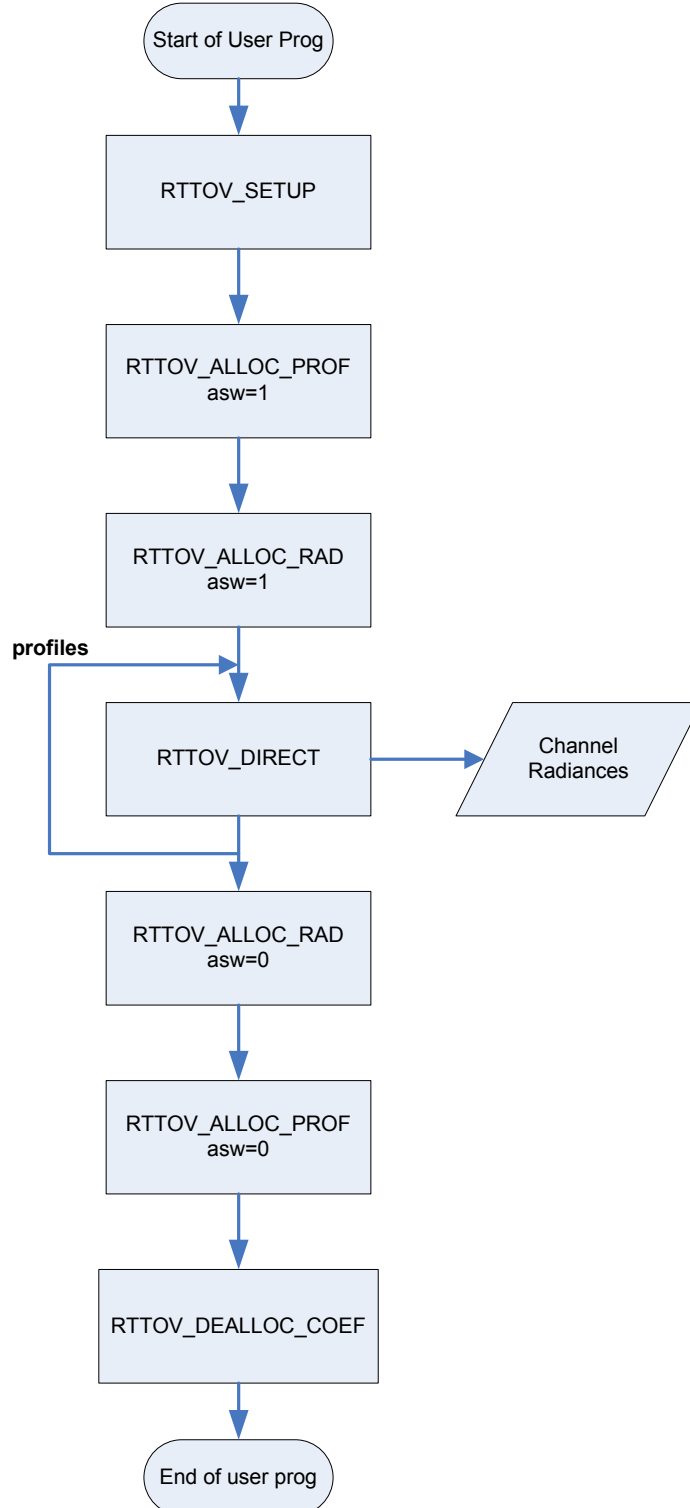 Start of User Prog
RTTOV_SETUP
RTTOV_ALLOC_PROF
asw=1
RTTOV_ALLOC_RAD
asw=1
profiles
RTTOV_DIRECT
Channel
Radiances
RTTOV_ALLOC_RAD
asw=0
RTTOV_ALLOC_PROF
asw=0
RTTOV_DEALLOC_COEF
End of user prog